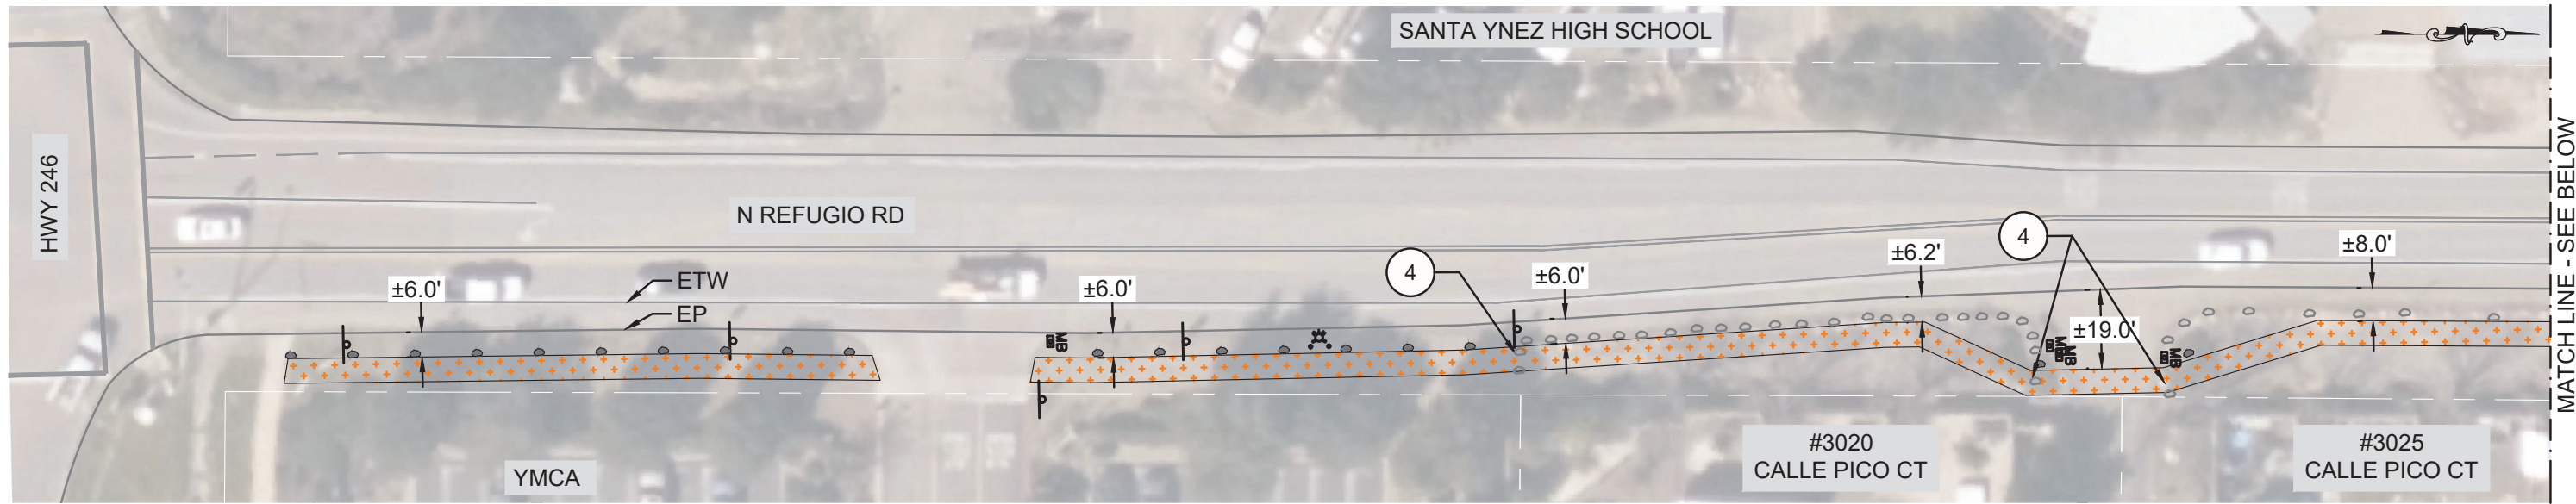 SANTA YNEZ HIGH SCHOOL
HWY 246
N REFUGIO RD
MATCHLINE - SEE BELOW
4
±6.2'
±8.0'
4
±6.0'
ETW
±6.0'
±6.0'
EP
±19.0'
MB
MB
MB
MB
#3020
CALLE PICO CT
#3025
CALLE PICO CT
YMCA